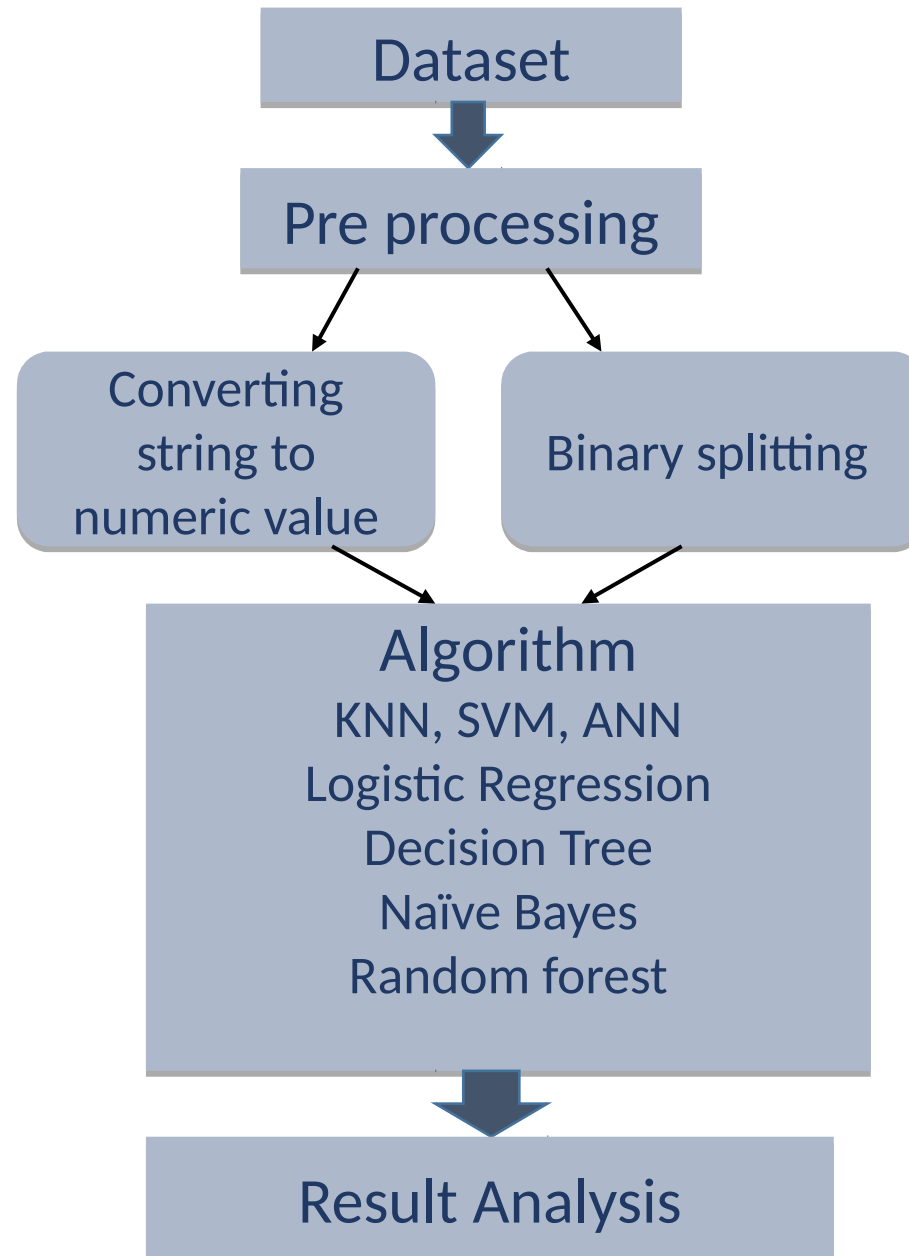 Dataset
Pre processing
Converting
string to
numeric value
Binary splitting
Algorithm
KNN, SVM, ANN
Logistic Regression
Decision Tree
Naïve Bayes
Random forest
Result Analysis